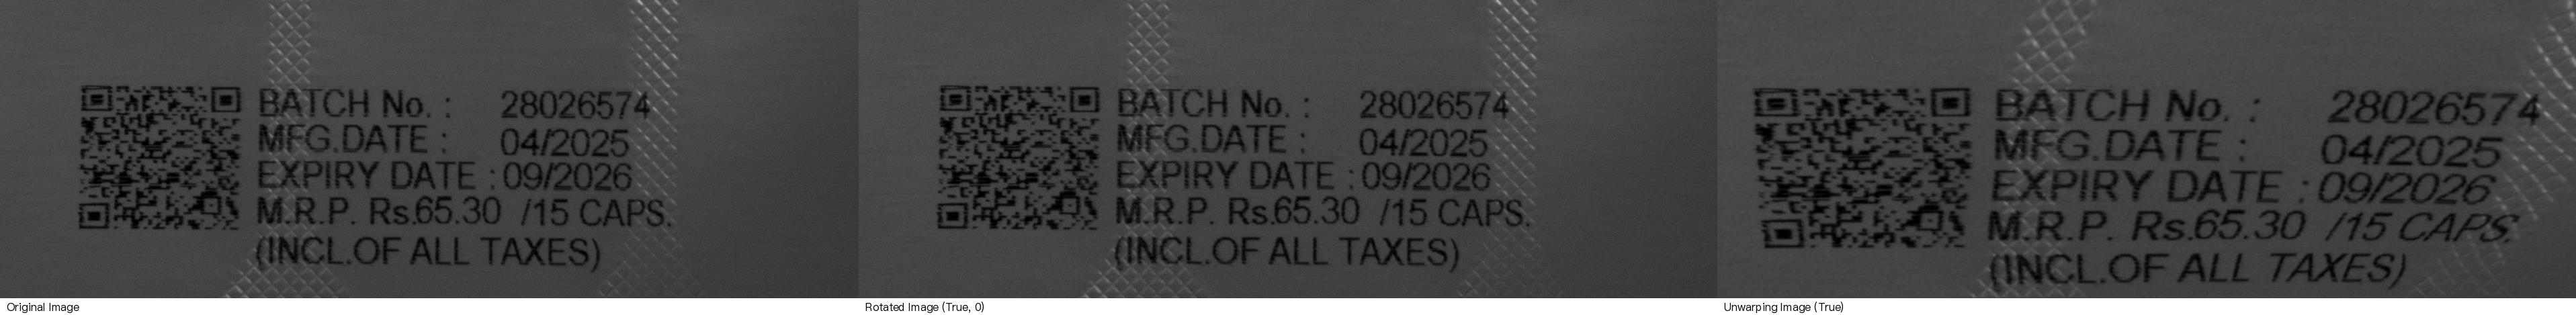 BATCH No. : 28026574
MFG.DATE : 04/2025
EXPIRY DATE : 09/2026
M.R.P. Rs.65.30 /15 CAPS.
(INCL.OF ALL TAXES)
Original Image
BATCH No. : 28026574
MFG.DATE : 04/2025
EXPIRY DATE : 09/2026
M.R.P. Rs.65.30 /15 CAPS.
(INCL.OF ALL TAXES)
Rotated Image (True, 0)
BATCH No. : 28026574
MFG.DATE : 04/2025
EXPIRY DATE : 09/2026
M.R.P. Rs.65.30 /15 CAPS.
(INCL.OF ALL TAXES)
Unwarping Image (True)